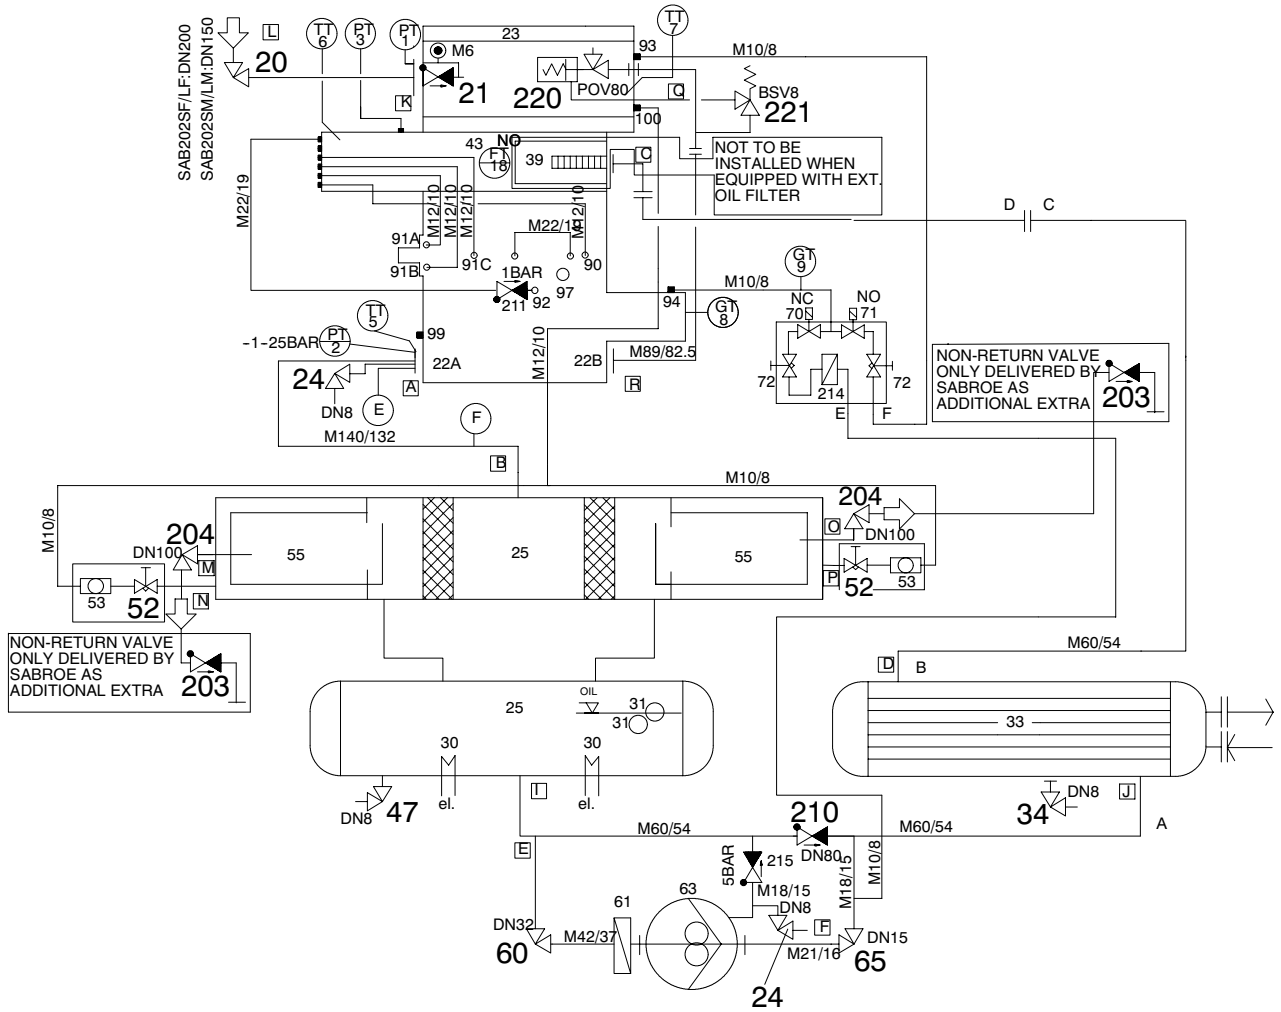 SAB202SF/LF:DN200
SAB202SM/LM:DN150
L
20
TT
6
PT
3
PT
1
23
M6
21
K
220
POV80
93
TT
7
M10/8
Q
100
BSV8
221
43
NO
FT
18
39
C
NOT TO BE
INSTALLED WHEN
EQUIPPED WITH EXT.
OIL FILTER
M22/19
M12/10
M12/10
M12/10
M12/10
M22/19
91A
91B
91C
1BAR
211
92
97
90
D
C
GT
9
M10/8
94
GT
8
NC
70
NO
71
72
72
214
E
F
TT
5
PT
2
-1-25BAR
99
22A
22B
M89/82.5
R
M12/10
24
DN8
E
A
M140/132
F
B
NON-RETURN VALVE
ONLY DELIVERED BY
SABROE AS
ADDITIONAL EXTRA
203
M10/8
M10/8
204
DN100
M
55
25
55
O
204
DN100
P
52
53
53
52
N
NON-RETURN VALVE
ONLY DELIVERED BY
SABROE AS
ADDITIONAL EXTRA
203
M60/54
D
B
25
OIL
31
31
30
30
el.
el.
33
DN8
47
I
DN8
34
J
A
M60/54
210
DN80
M60/54
E
5BAR
215
M18/15
M18/15
M10/8
DN32
60
M42/37
61
63
DN8
F
M21/16
DN15
65
24